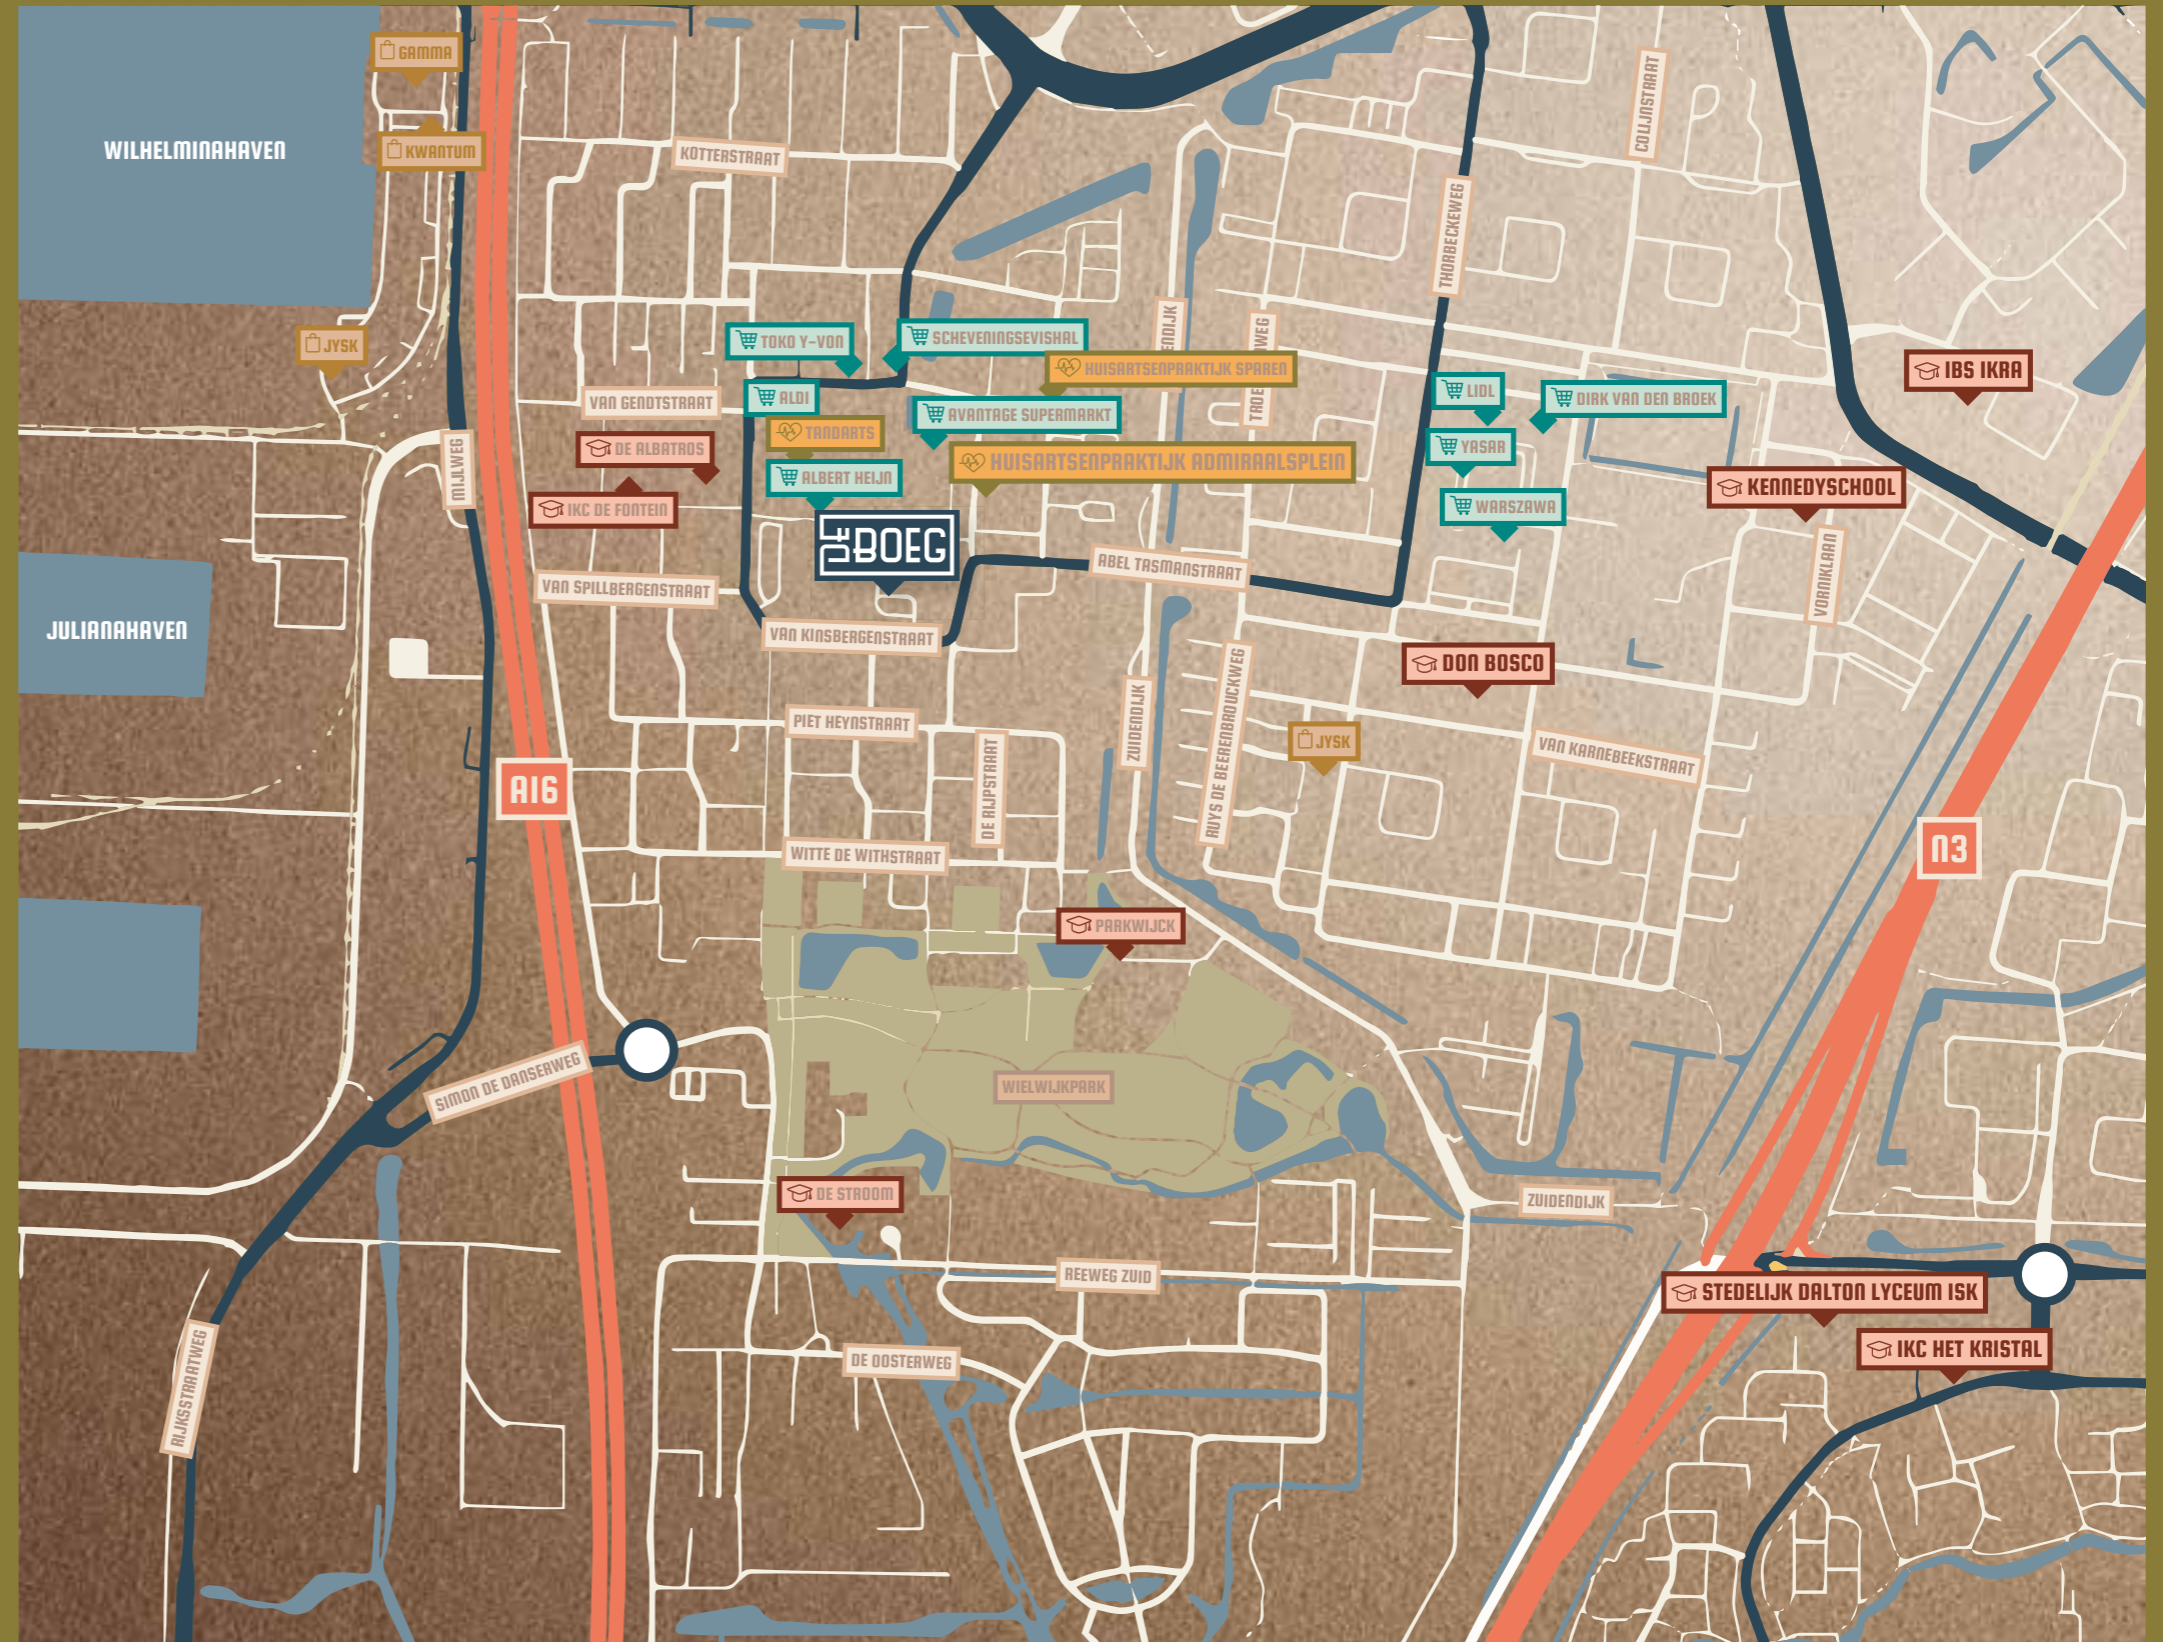 GAMMA
WILHELMINAHAVEN
KWANTUM
KOTTERSTRAAT
COLIJNSTRAAT
THORBECKEWEG
JYSK
TOKO Y-VON
SCHEVENINGSEVISHAL
ENDIJK
WEG
HUISARTSENPRAKTIJK SPAREN
IBS IKRA
VAN GENDTSTRAAT
ALDI
AVANTAGE SUPERMARKT
TROE
LIDL
DIRK VAN DEN BROEK
TANDARTS
DE ALBATROS
YASAR
MIJLWEG
ALBERT HEIJN
HUISARTSENPRAKTIJK ADMIRAALSPLEIN
KENNEDYSCHOOL
IKC DE FONTEIN
WARSZAWA
DE BOEG
ABEL TASMANSTRAAT
VORNIKLAAN
VAN SPILLBERGENSTRAAT
JULIANAHAVEN
VAN KINSBERGENSTRAAT
DON BOSCO
ZUIDENDIJK
RUYS DE BEERENBROUCKWEG
PIET HEYNSTRAAT
JYSK
VAN KARNEBEEKSTRAAT
DE RIJPSTRAAT
A16
WITTE DE WITHSTRAAT
N3
PARKWIJCK
SIMON DE DANSERWEG
WIELWIJKPARK
DE STROOM
ZUIDENDIJK
REEWEG ZUID
STEDELIJK DALTON LYCEUM ISK
IKC HET KRISTAL
DE OOSTERWEG
RIJKSSTRAATWEG